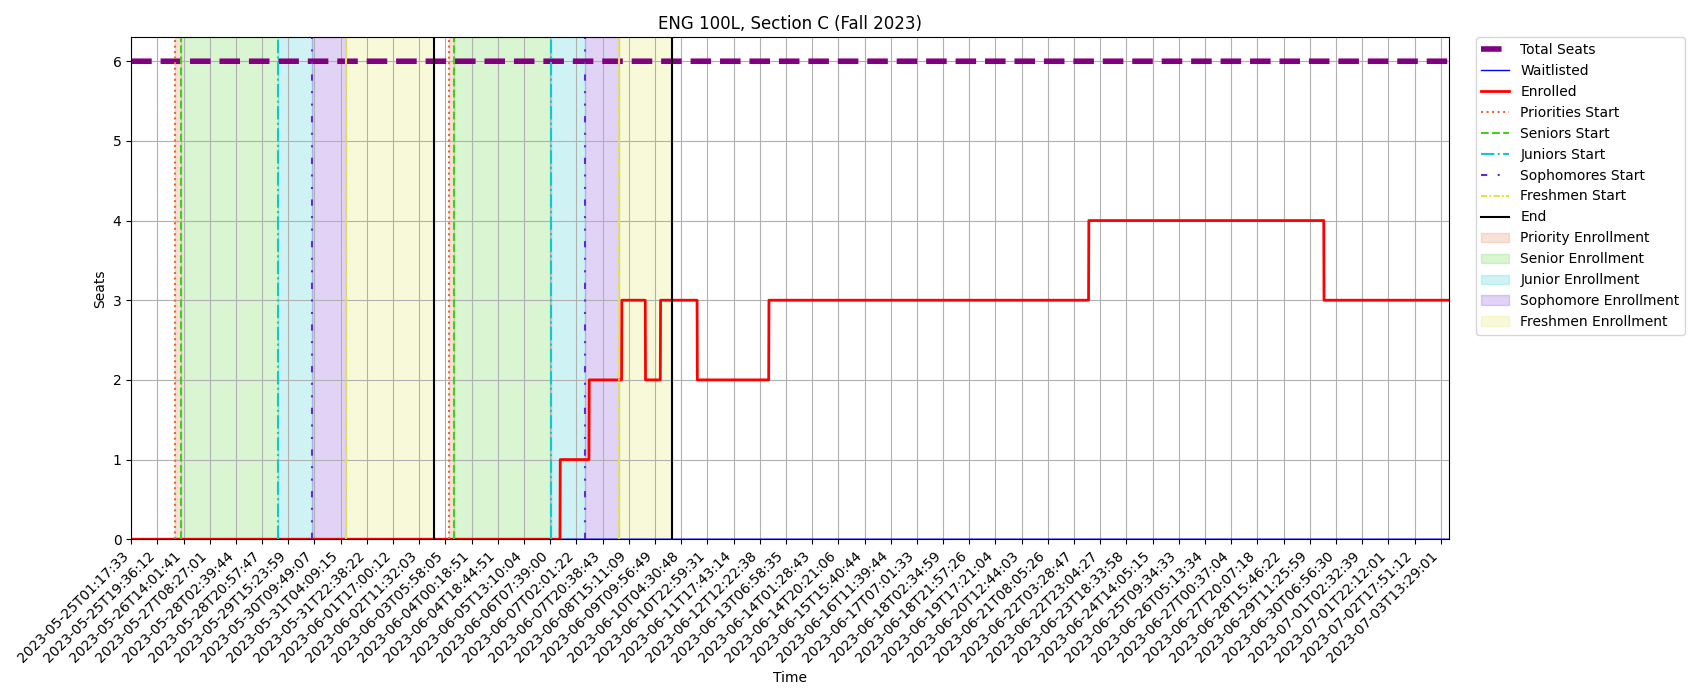 ENG 100L, Section C (Fall 2023)
Seats
6
5
4
3
2
1
0
2023-05-25T01:17:33
2023-05-25T19:36:12
2023-05-26T14:01:41
2023-05-27T08:27:01
2023-05-28T02:39:44
2023-05-28T20:57:47
2023-05-29T15:23:59
2023-05-30T09:49:07
2023-05-31T04:09:15
2023-05-31T22:38:22
2023-06-01T17:00:12
2023-06-02T11:32:03
2023-06-03T05:58:05
2023-06-04T00:18:51
2023-06-04T18:44:51
2023-06-05T13:10:04
2023-06-06T07:39:00
2023-06-07T02:01:22
2023-06-07T20:38:43
2023-06-08T15:11:09
2023-06-09T09:56:49
2023-06-10T04:30:48
2023-06-10T22:59:31
2023-06-11T17:43:14
2023-06-12T12:22:38
2023-06-13T06:58:35
2023-06-14T01:28:43
2023-06-14T20:21:06
2023-06-15T15:40:44
2023-06-16T11:39:44
2023-06-17T07:01:33
2023-06-18T02:34:59
2023-06-18T21:57:26
2023-06-19T17:21:04
2023-06-20T12:44:03
2023-06-21T08:05:26
2023-06-22T03:28:47
2023-06-22T23:04:27
2023-06-23T18:33:58
2023-06-24T14:05:15
2023-06-25T09:34:33
2023-06-26T05:13:34
2023-06-27T00:37:04
2023-06-27T20:07:18
2023-06-28T15:46:22
2023-06-29T11:25:59
2023-06-30T06:56:30
2023-07-01T02:32:39
2023-07-01T22:12:01
2023-07-02T17:51:12
2023-07-03T13:29:01
Time
Total Seats
Waitlisted
Enrolled
Priorities Start
Seniors Start
Juniors Start
Sophomores Start
Freshmen Start
End
Priority Enrollment
Senior Enrollment
Junior Enrollment
Sophomore Enrollment
Freshmen Enrollment